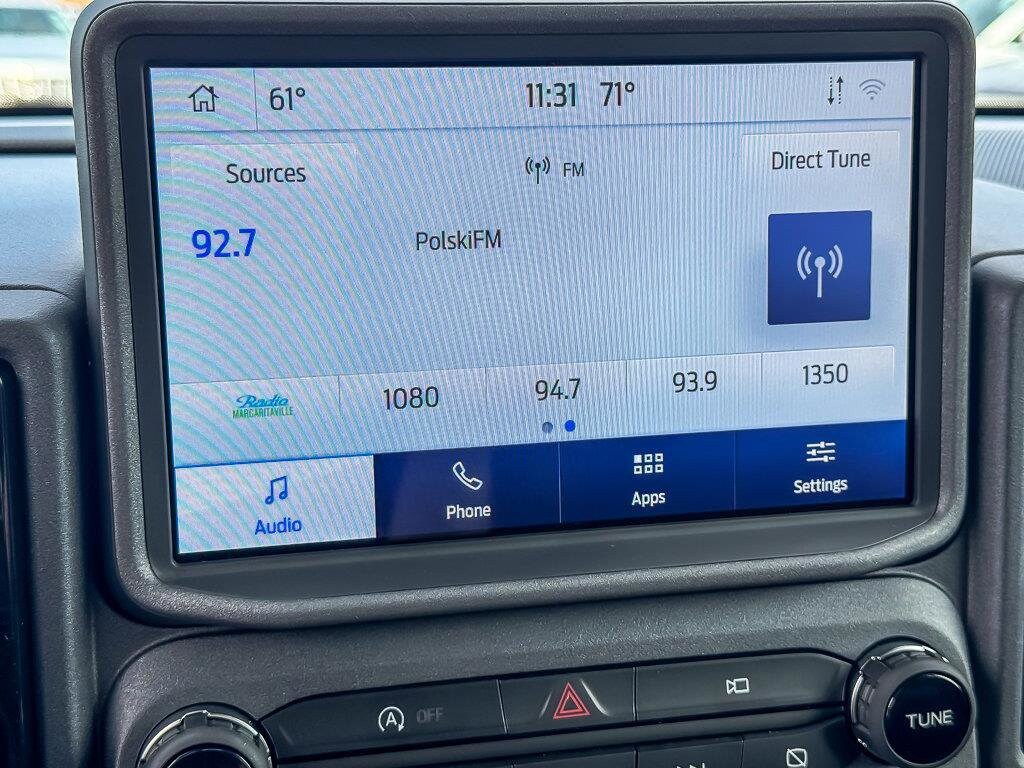 61° 11:31 71°
Sources FM Direct Tune
92.7 PolskiFM
Radio MARGARITAVILLE 1080 94.7 93.9 1350
Audio Phone Apps Settings
A OFF
TUNE